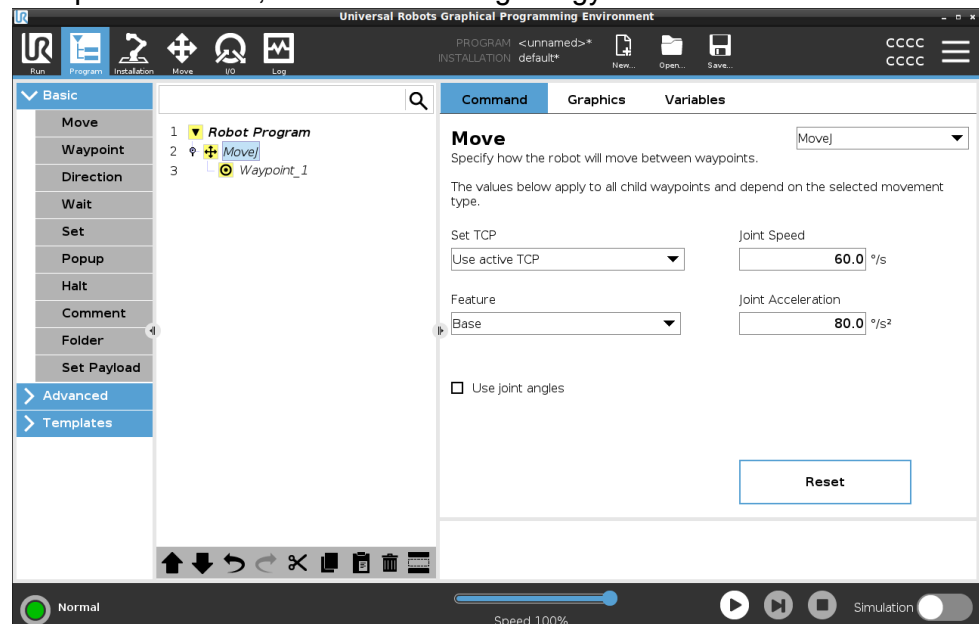 Universal Robots Graphical Programming Environment
UR
PROGRAM <unnamed>*
INSTALLATION default*
Run
Program
Installation
Move
I/O
Log
New...
Open...
Save...
CCCC
CCCC
Basic
Move
Waypoint
Direction
Wait
Set
Popup
Halt
Comment
Folder
Set Payload
Advanced
Templates
1 Robot Program
2 MoveJ
3 Waypoint_1
Command Graphics Variables
Move
MoveJ
Specify how the robot will move between waypoints.
The values below apply to all child waypoints and depend on the selected movement
type.
Set TCP
Joint Speed
Use active TCP
60.0 °/s
Feature
Joint Acceleration
Base
80.0 °/s²
Use joint angles
Reset
Normal
Speed 100%
Simulation